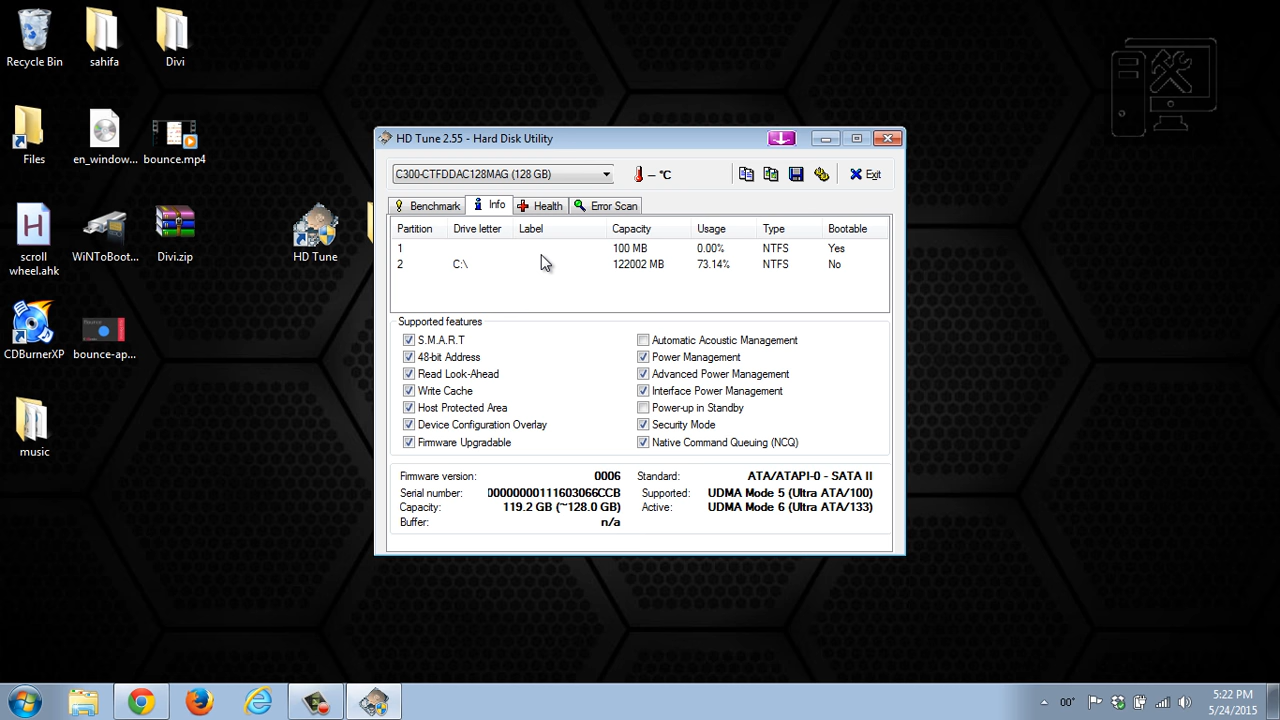 Recycle Bin
sahifa
Divi
Files
en_window...
bounce.mp4
scroll
wheel.ahk
WiNToBoot...
Divi.zip
HD Tune
CDBurnerXP
bounce-ap...
music
HD Tune 2.55 - Hard Disk Utility
C300-CTFDDAC128MAG (128 GB)
– °C
Exit
Benchmark
Info
Health
Error Scan
Partition Drive letter Label Capacity Usage Type Bootable
1 100 MB 0.00% NTFS Yes
2 C:\ 122002 MB 73.14% NTFS No
Supported features
S.M.A.R.T
48-bit Address
Read Look-Ahead
Write Cache
Host Protected Area
Device Configuration Overlay
Firmware Upgradable
Automatic Acoustic Management
Power Management
Advanced Power Management
Interface Power Management
Power-up in Standby
Security Mode
Native Command Queuing (NCQ)
Firmware version: 0006
Serial number: 00000000111603066CCB
Capacity: 119.2 GB (~128.0 GB)
Buffer: n/a
Standard: ATA/ATAPI-0 - SATA II
Supported: UDMA Mode 5 (Ultra ATA/100)
Active: UDMA Mode 6 (Ultra ATA/133)
00°
5:22 PM
5/24/2015